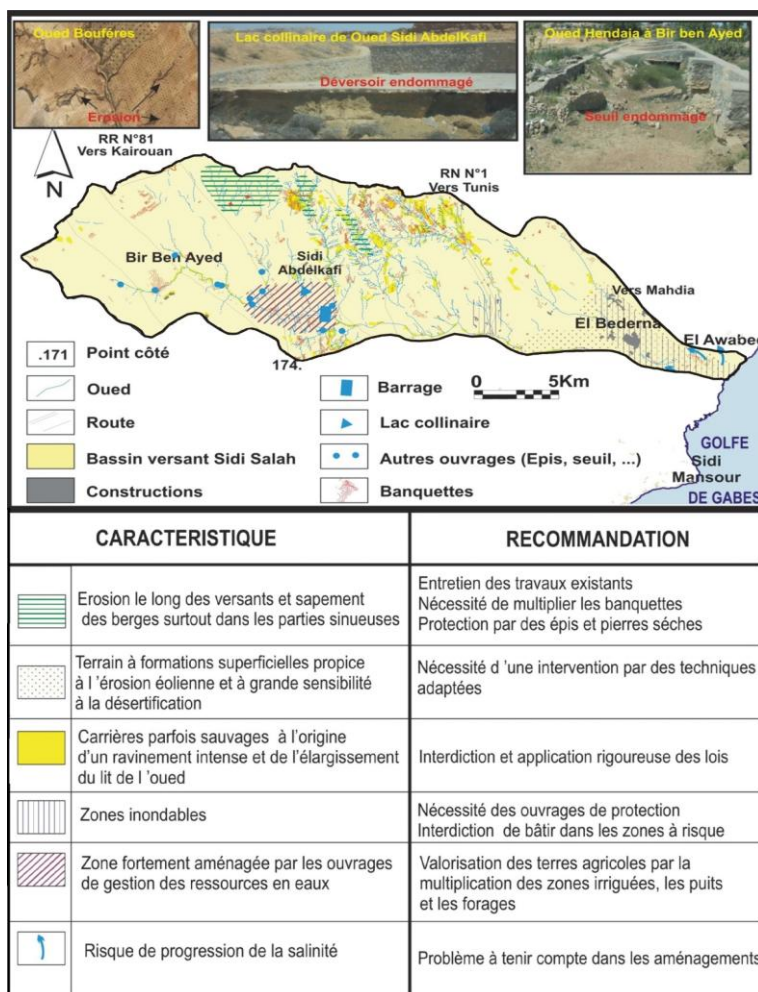 Oued Boufères
Erosion
Lac collinaire de Oued Sidi AbdelKafi
Déversoir endommagé
Oued Hendaia à Bir ben Ayed
Seuil endommagé
RR N°81
Vers Kairouan
N
RN N°1
Vers Tunis
Bir Ben Ayed
Sidi
Abdelkafi
Vers Mahdia
El Bederna
El Awabed
174.
.171 Point côté
Oued
Route
Bassin versant Sidi Salah
Constructions
Barrage
Lac collinaire
Autres ouvrages (Epis, seuil, ...)
Banquettes
0 5Km
GOLFE
Sidi
Mansour
DE GABES
CARACTERISTIQUE
RECOMMANDATION
Erosion le long des versants et sapement
des berges surtout dans les parties sinueuses
Entretien des travaux existants
Nécessité de multiplier les banquettes
Protection par des épis et pierres séches
Terrain à formations superficielles propice
à l 'érosion éolienne et à grande sensibilité
à la désertification
Nécessité d 'une intervention par des techniques
adaptées
Carrières parfois sauvages à l'origine
d'un ravinement intense et de l'élargissement
du lit de l 'oued
Interdiction et application rigoureuse des lois
Zones inondables
Nécessité des ouvrages de protection
Interdiction de bâtir dans les zones à risque
Zone fortement aménagée par les ouvrages
de gestion des ressources en eaux
Valorisation des terres agricoles par la
multiplication des zones irriguées, les puits
et les forages
Risque de progression de la salinité
Problème à tenir compte dans les aménagements